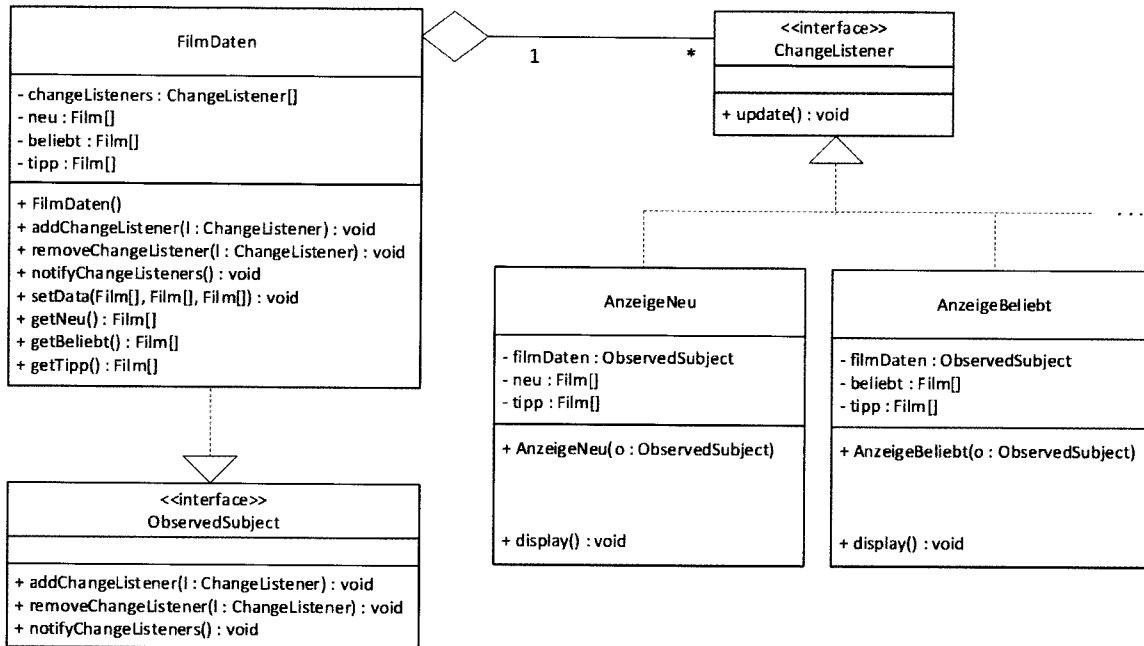 FilmDaten
- changeListeners : ChangeListener[]
- neu : Film[]
- beliebt : Film[]
- tipp : Film[]
+ FilmDaten()
+ addChangeListener(l : ChangeListener) : void
+ removeChangeListener(l : ChangeListener) : void
+ notifyChangeListeners() : void
+ setData(Film[], Film[], Film[]) : void
+ getNeu() : Film[]
+ getBeliebt() : Film[]
+ getTipp() : Film[]
1
*
<<interface>>
ChangeListener
+ update() : void
...
AnzeigeNeu
- filmDaten : ObservedSubject
- neu : Film[]
- tipp : Film[]
+ AnzeigeNeu(o : ObservedSubject)
+ display() : void
AnzeigeBeliebt
- filmDaten : ObservedSubject
- beliebt : Film[]
- tipp : Film[]
+ AnzeigeBeliebt(o : ObservedSubject)
+ display() : void
<<interface>>
ObservedSubject
+ addChangeListener(l : ChangeListener) : void
+ removeChangeListener(l : ChangeListener) : void
+ notifyChangeListeners() : void